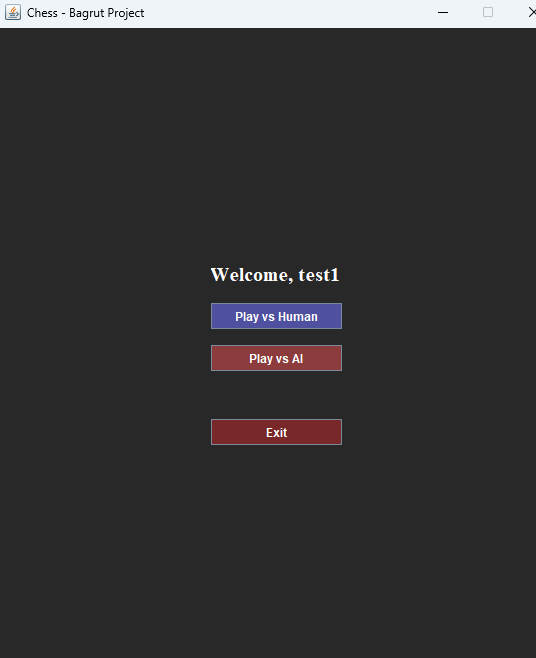 Chess - Bagrut Project
Welcome, test1
Play vs Human
Play vs AI
Exit